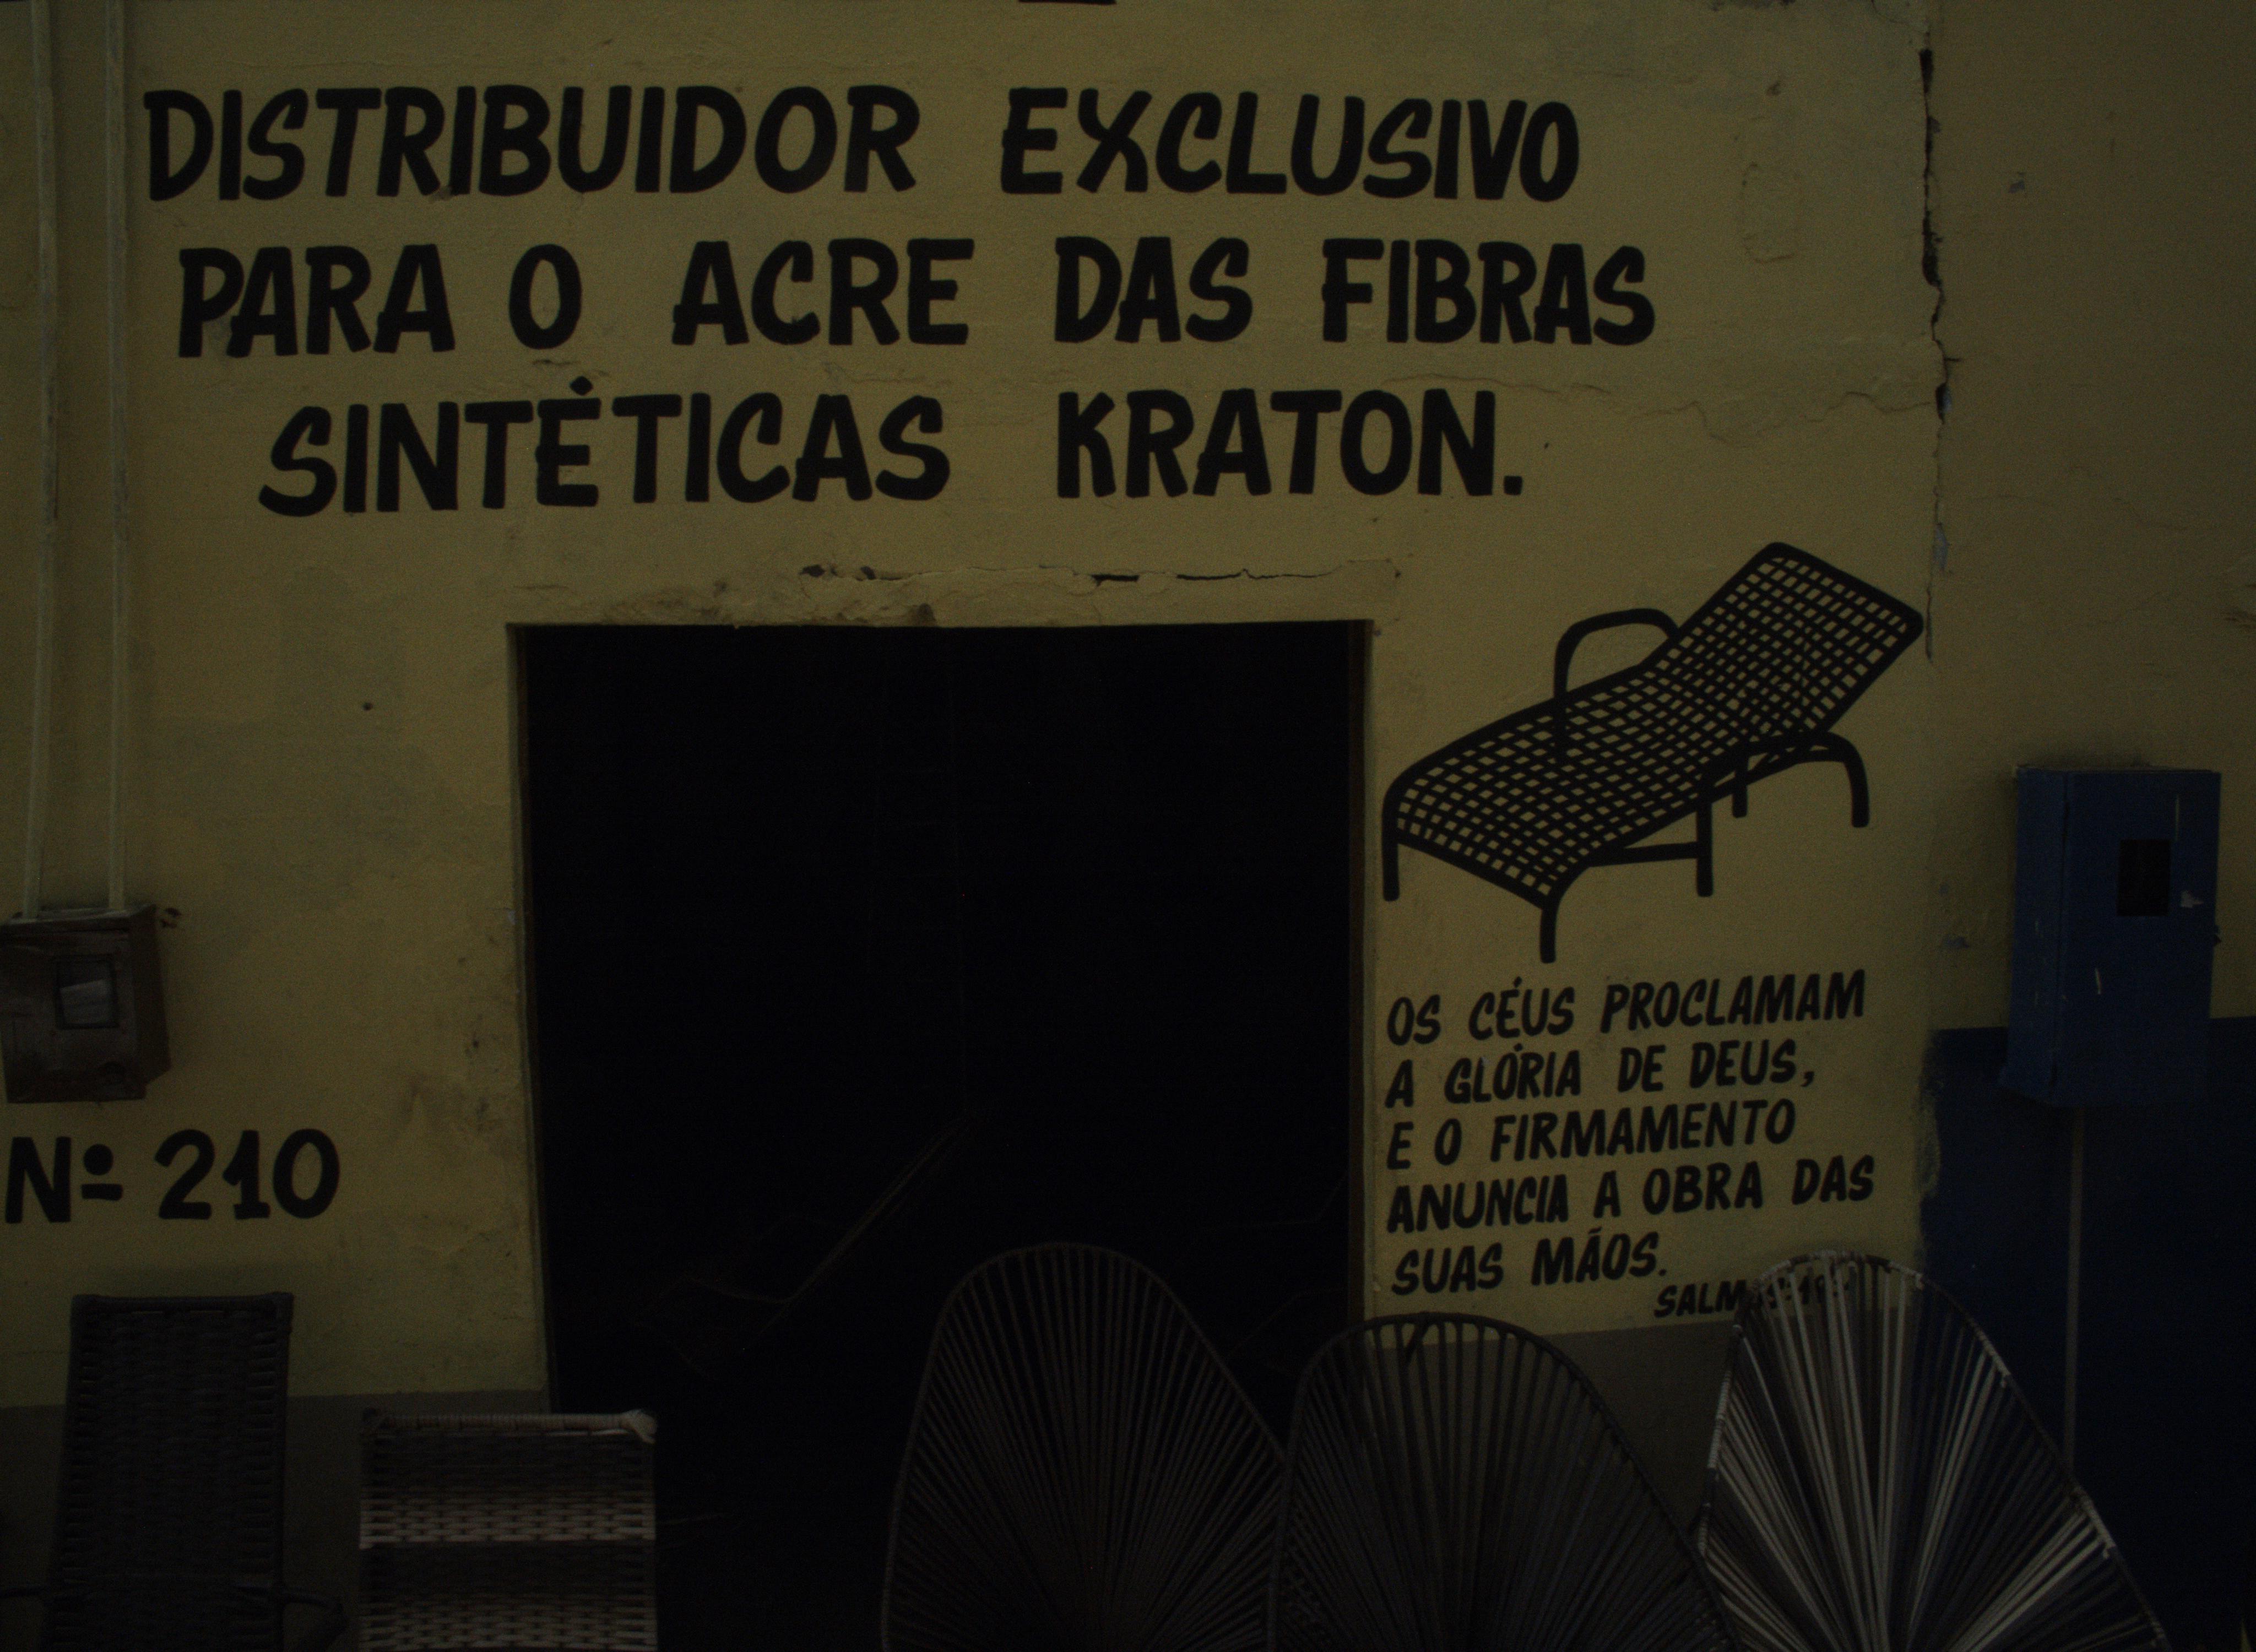 DISTRIBUIDOR EXCLUSIVO
PARA O ACRE DAS FIBRAS
SINTÉTICAS KRATON.
OS CÉUS PROCLAMAM
A GLÓRIA DE DEUS,
E O FIRMAMENTO
ANUNCIA A OBRA DAS
SUAS MÃOS.
Nº 210